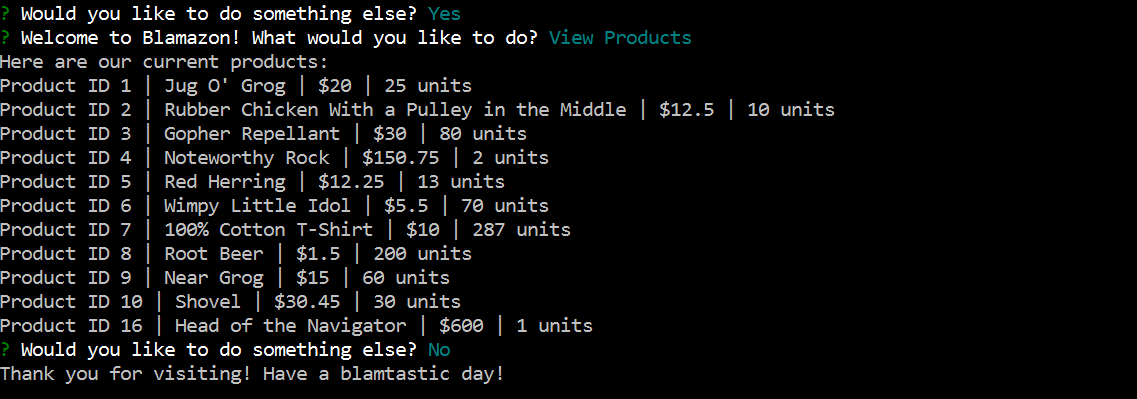 ? Would you like to do something else? Yes
? Welcome to Blamazon! What would you like to do? View Products
Here are our current products:
Product ID 1 | Jug O' Grog | $20 | 25 units
Product ID 2 | Rubber Chicken With a Pulley in the Middle | $12.5 | 10 units
Product ID 3 | Gopher Repellant | $30 | 80 units
Product ID 4 | Noteworthy Rock | $150.75 | 2 units
Product ID 5 | Red Herring | $12.25 | 13 units
Product ID 6 | Wimpy Little Idol | $5.5 | 70 units
Product ID 7 | 100% Cotton T-Shirt | $10 | 287 units
Product ID 8 | Root Beer | $1.5 | 200 units
Product ID 9 | Near Grog | $15 | 60 units
Product ID 10 | Shovel | $30.45 | 30 units
Product ID 16 | Head of the Navigator | $600 | 1 units
? Would you like to do something else? No
Thank you for visiting! Have a blamtastic day!